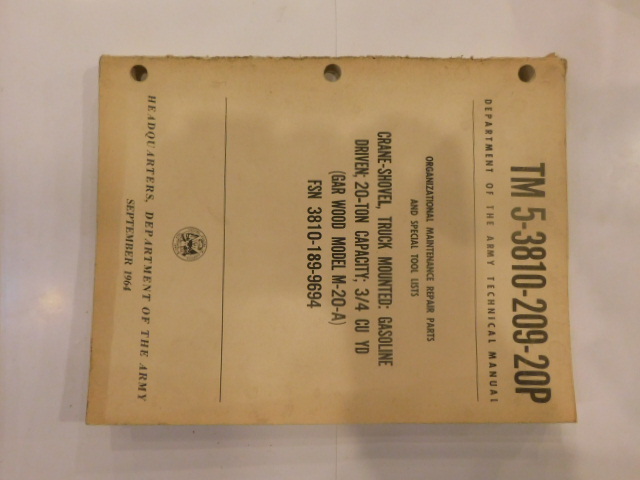 TM 5-3810-209-20P
DEPARTMENT OF THE ARMY TECHNICAL MANUAL
ORGANIZATIONAL MAINTENANCE REPAIR PARTS
AND SPECIAL TOOL LISTS
CRANE-SHOVEL, TRUCK MOUNTED: GASOLINE
DRIVEN; 20-TON CAPACITY; 3/4 CU YD
(GAR WOOD MODEL M-20-A)
FSN 3810-189-9694
HEADQUARTERS, DEPARTMENT OF THE ARMY
SEPTEMBER 1964